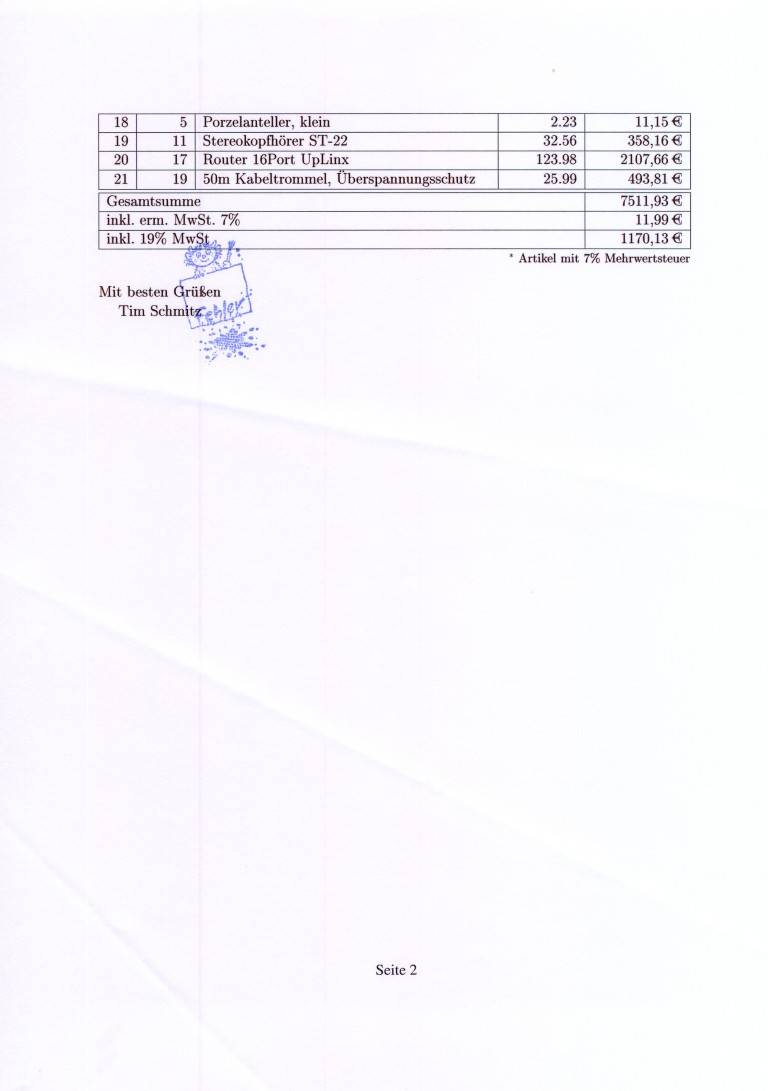 18 5 Porzelanteller, klein 2.23 11,15 €
19 11 Stereokopfhörer ST-22 32.56 358,16 €
20 17 Router 16Port UpLinx 123.98 2107,66 €
21 19 50m Kabeltrommel, Überspannungsschutz 25.99 493,81 €
Gesamtsumme 7511,93 €
inkl. erm. MwSt. 7% 11,99 €
inkl. 19% MwSt 1170,13 €
* Artikel mit 7% Mehrwertsteuer
Mit besten Grüßen
Tim Schmitz
Fehler
Seite 2